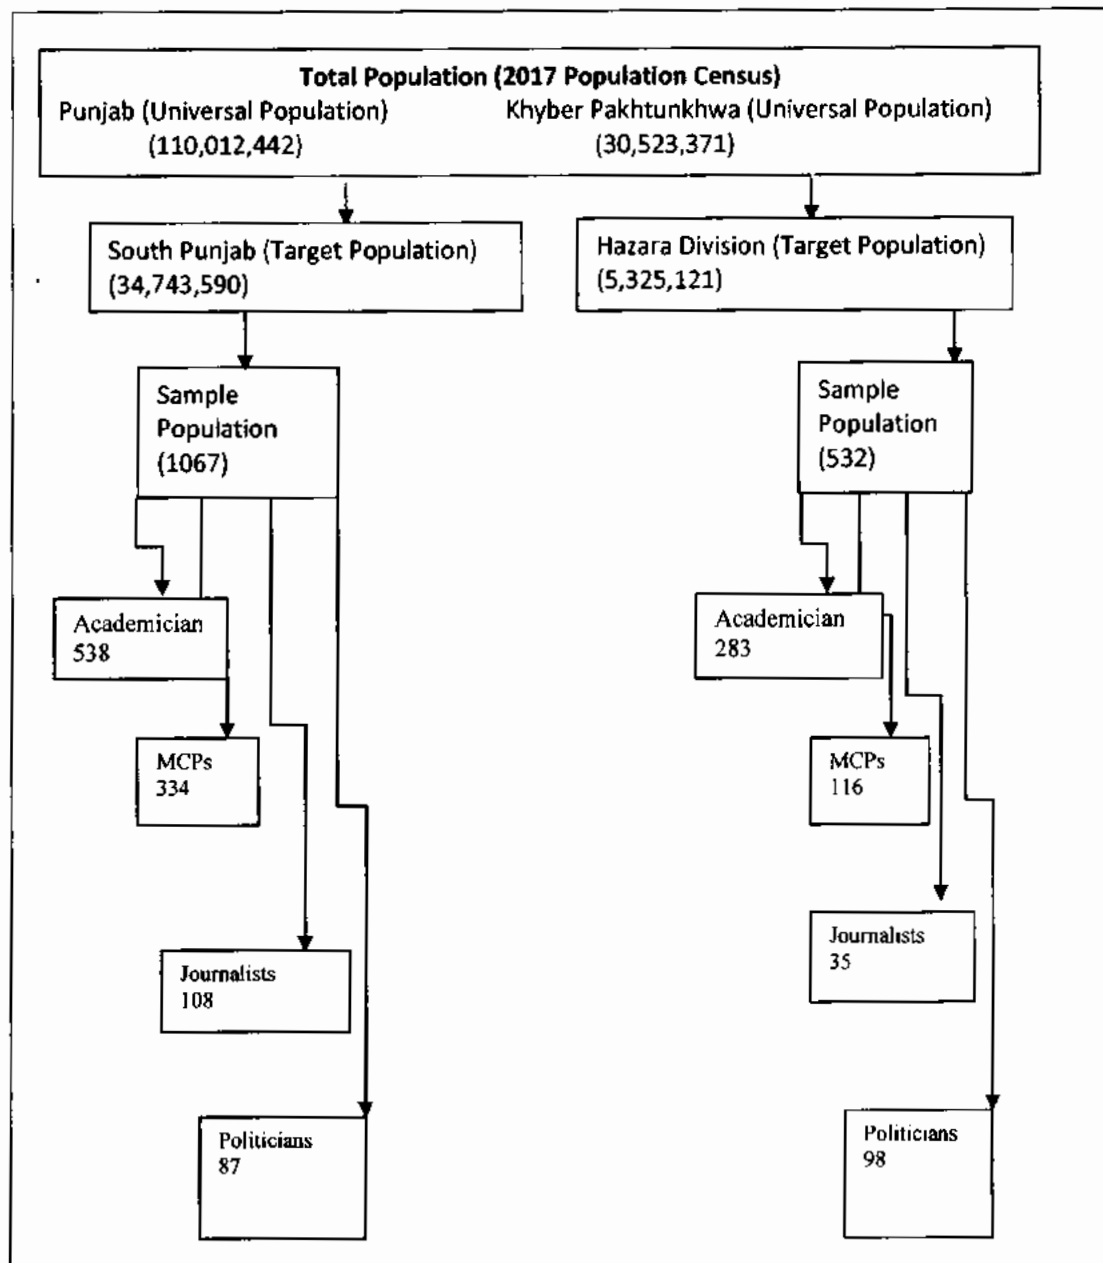 Total Population (2017 Population Census)
Punjab (Universal Population) Khyber Pakhtunkhwa (Universal Population)
(110,012,442) (30,523,371)
South Punjab (Target Population)
(34,743,590)
Hazara Division (Target Population)
(5,325,121)
Sample
Population
(1067)
Sample
Population
(532)
Academician
538
Academician
283
MCPs
334
MCPs
116
Journalists
108
Journalists
35
Politicians
87
Politicians
98